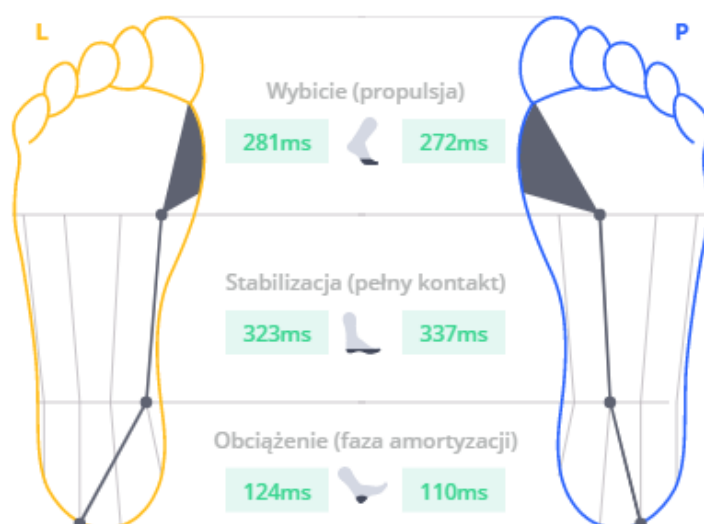 L
P
Wybicie (propulsja)
281ms 272ms
Stabilizacja (pełny kontakt)
323ms 337ms
Obciążenie (faza amortyzacji)
124ms 110ms